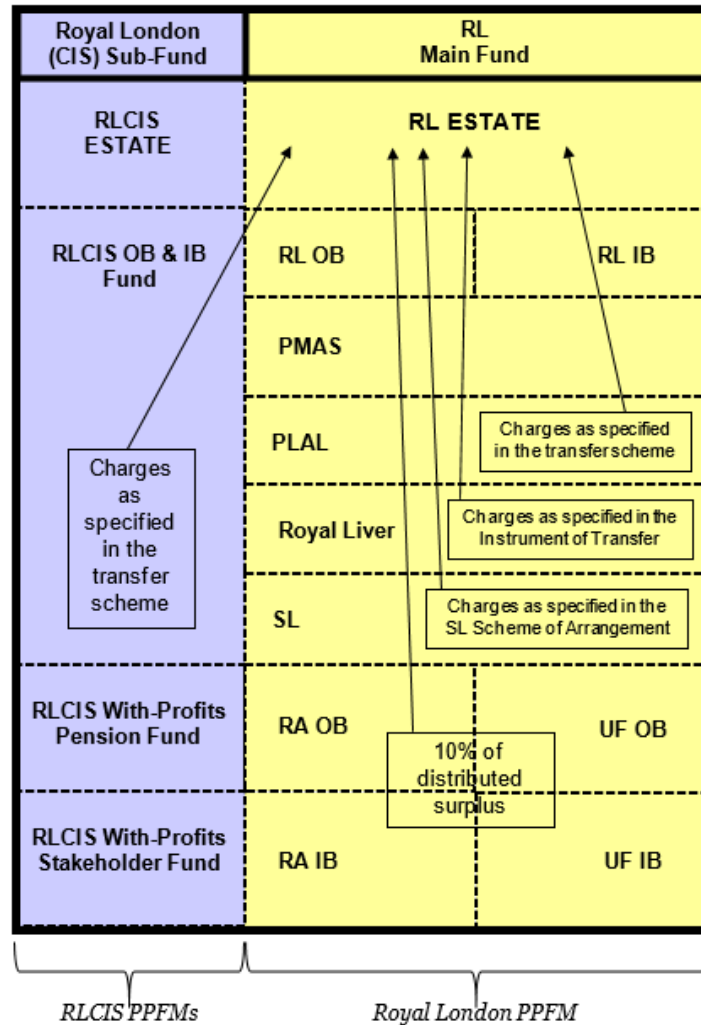 Royal London
(CIS) Sub-Fund
RL
Main Fund
RLCIS
ESTATE
RL ESTATE
RLCIS OB & IB
Fund
RL OB
RL IB
PMAS
PLAL
Charges as specified
in the transfer scheme
Charges
as
specified
in the
transfer
scheme
Royal Liver
Charges as specified in the
Instrument of Transfer
SL
Charges as specified in the
SL Scheme of Arrangement
RLCIS With-Profits
Pension Fund
RA OB
UF OB
10% of
distributed
surplus
RLCIS With-Profits
Stakeholder Fund
RA IB
UF IB
RLCIS PPFMs
Royal London PPFM